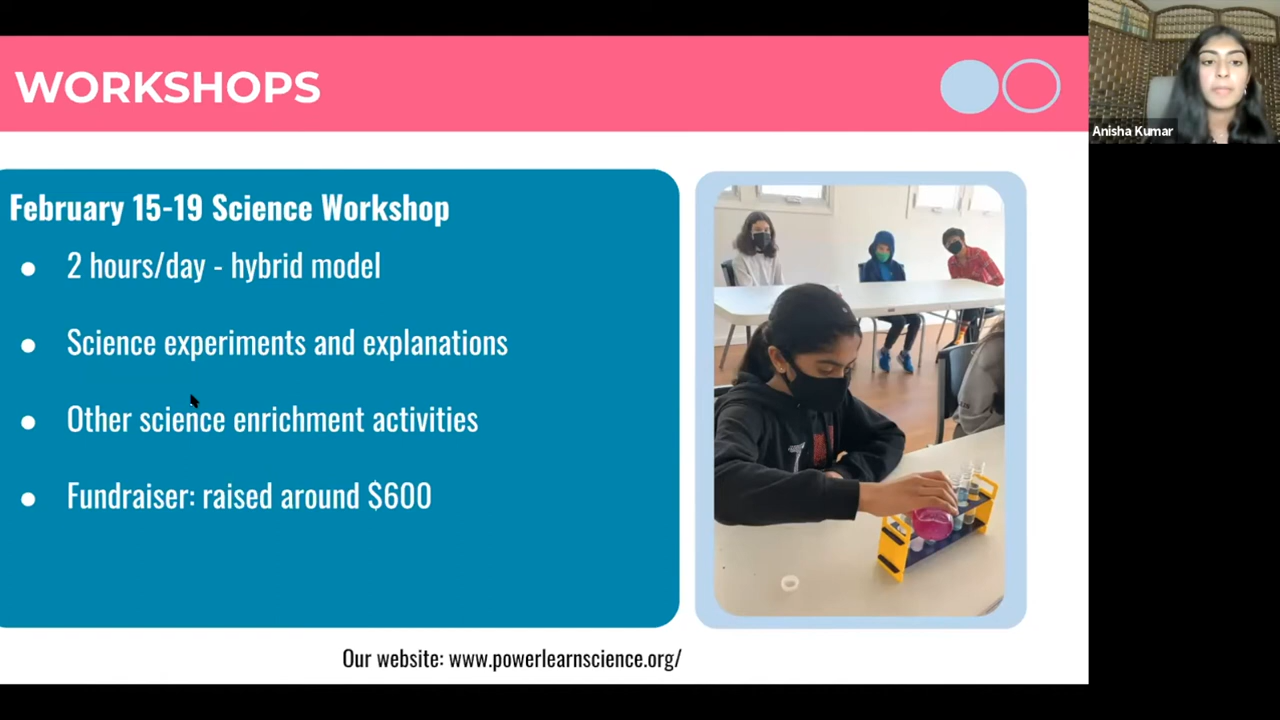 WORKSHOPS
Anisha Kumar
February 15-19 Science Workshop
● 2 hours/day - hybrid model
● Science experiments and explanations
● Other science enrichment activities
● Fundraiser: raised around $600
Our website: www.powerlearnscience.org/